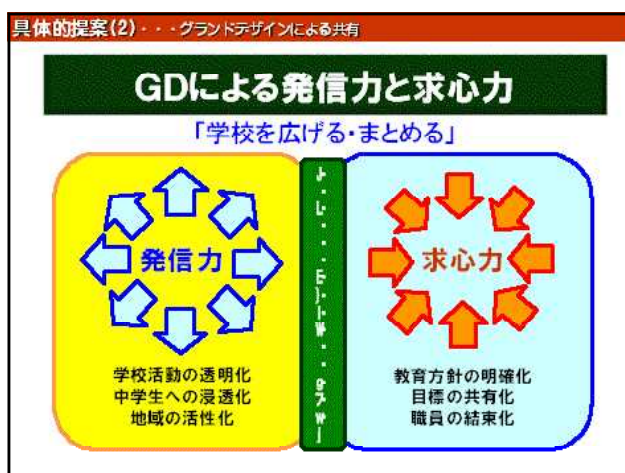 具体的提案(2)・・・グランドデザインによる共有
GDによる発信力と求心力
「学校を広げる・まとめる」
発信力
学校活動の透明化
中学生への浸透化
地域の活性化
求心力
教育方針の明確化
目標の共有化
職員の結束化